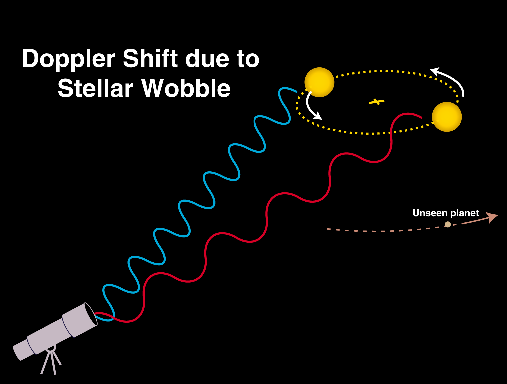 Doppler Shift due to
Stellar Wobble
Unseen planet